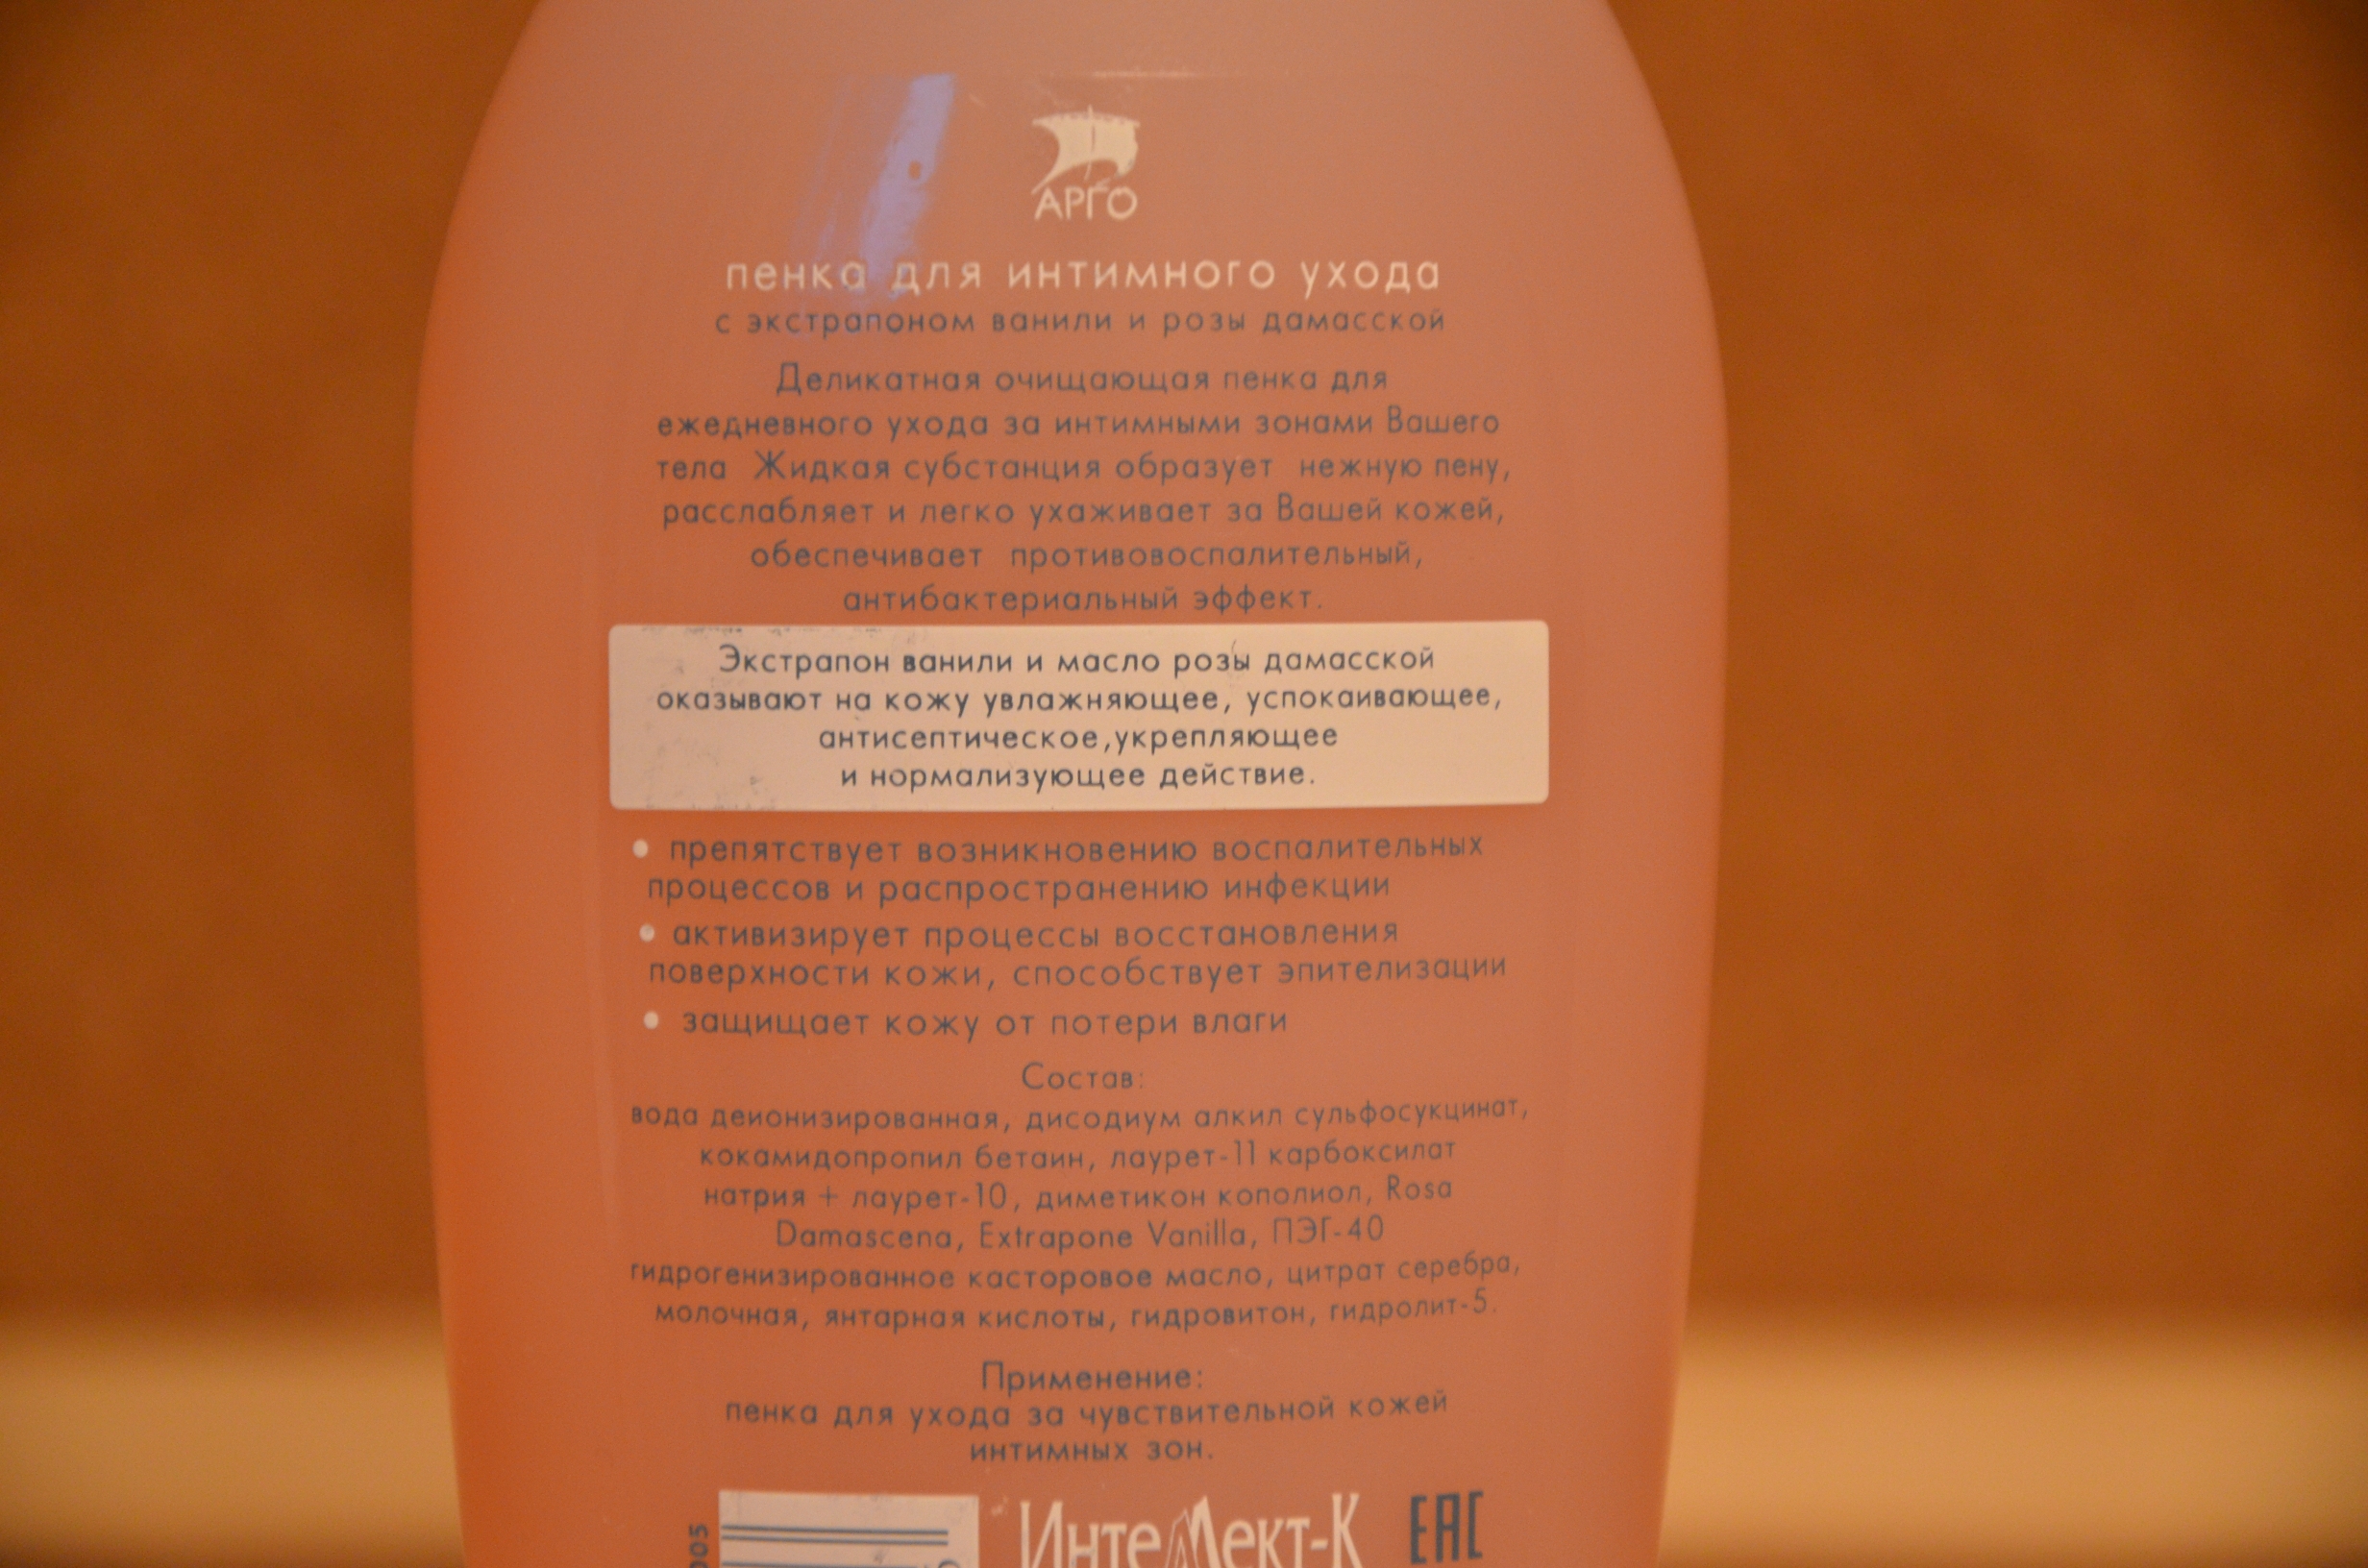 АРГО
пенка для интимного ухода
с экстрапоном ванили и розы дамасской
Деликатная очищающая пенка для
ежедневного ухода за интимными зонами Вашего
тела Жидкая субстанция образует нежную пену,
расслабляет и легко ухаживает за Вашей кожей,
обеспечивает противовоспалительный,
антибактериальный эффект.
Экстрапон ванили и масло розы дамасской
оказывают на кожу увлажняющее, успокаивающее,
антисептическое,укрепляющее
и нормализующее действие.
• препятствует возникновению воспалительных
процессов и распространению инфекции
• активизирует процессы восстановления
поверхности кожи, способствует эпителизации
• защищает кожу от потери влаги
Состав:
вода деионизированная, дисодиум алкил сульфосукцинат,
кокамидопропил бетаин, лаурет-11 карбоксилат
натрия + лаурет-10, диметикон кополиол, Rosa
Damascena, Extrapone Vanilla, ПЭГ-40
гидрогенизированное касторовое масло, цитрат серебра,
молочная, янтарная кислоты, гидровитон, гидролит-5.
Применение:
пенка для ухода за чувствительной кожей
интимных зон.
ИнтеЛЛект-К
EAC